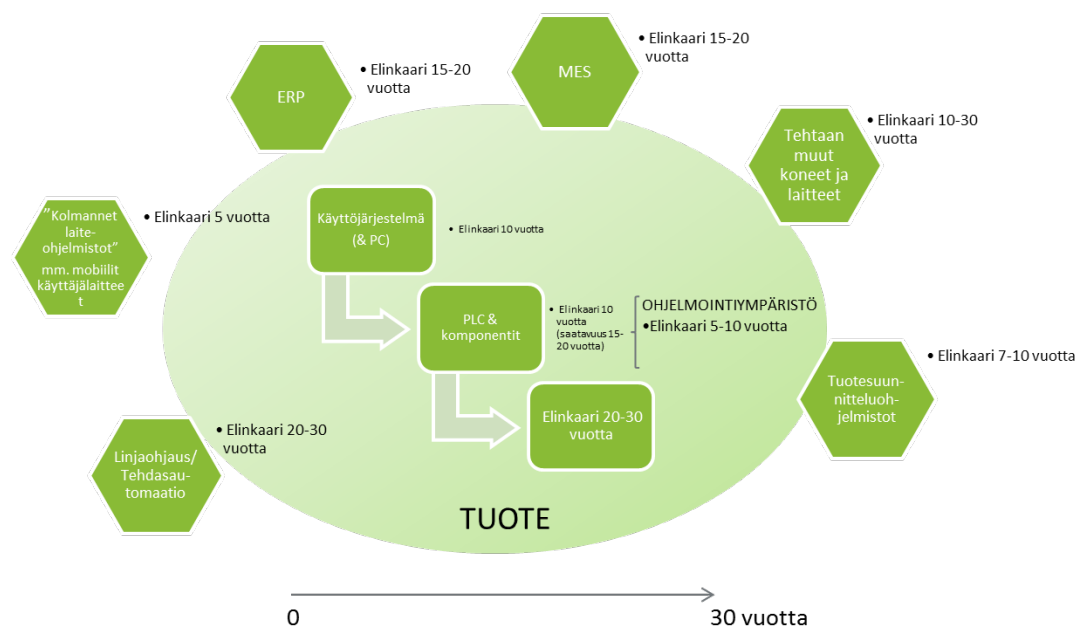 ERP
• Elinkaari 15-20
vuotta
MES
• Elinkaari 15-20
vuotta
Tehtaan
muut
koneet ja
laitteet
• Elinkaari 10-30
vuotta
”Kolmannet
laite-
ohjelmistot”
mm. mobiilit
käyttäjälaittee
t
• Elinkaari 5 vuotta
Käyttöjärjestelmä
(& PC)
• Elinkaari 10 vuotta
PLC &
komponentit
• Elinkaari 10
vuotta
(saatavuus 15-
20 vuotta)
OHJELMOINTIYMPÄRISTÖ
•Elinkaari 5-10 vuotta
Elinkaari 20-30
vuotta
Tuotesuun-
nitteluoh-
jelmistot
• Elinkaari 7-10 vuotta
Linjaohjaus/
Tehdasau-
tomaatio
• Elinkaari 20-30
vuotta
TUOTE
0
30 vuotta